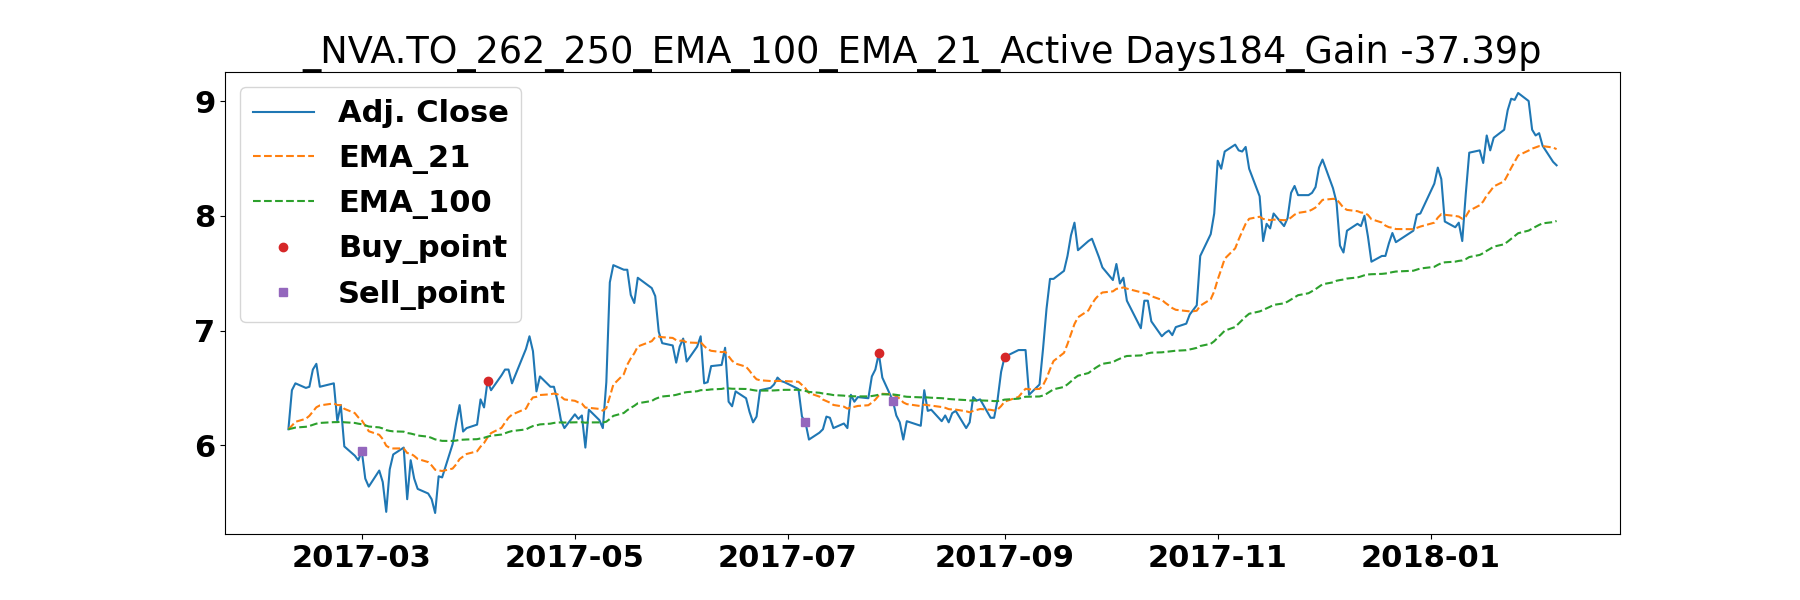 _NVA.TO_262_250_EMA_100_EMA_21_Active Days184_Gain -37.39p
9
8
7
6
Adj. Close
EMA_21
EMA_100
Buy_point
Sell_point
2017-03 2017-05 2017-07 2017-09 2017-11 2018-01